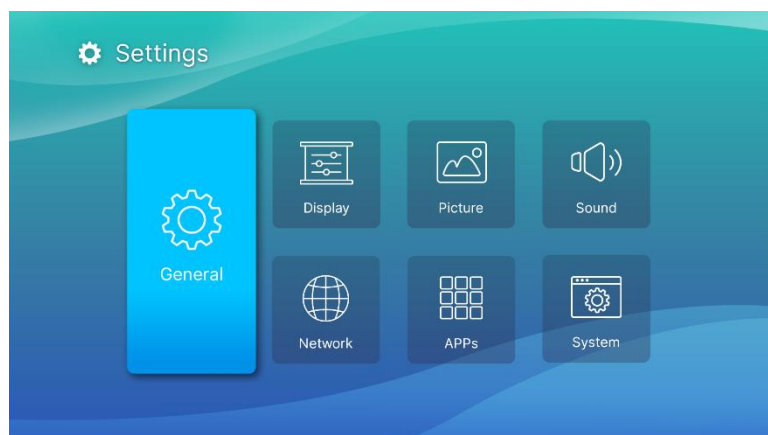 Settings
General
Display
Picture
Sound
Network
APPs
System